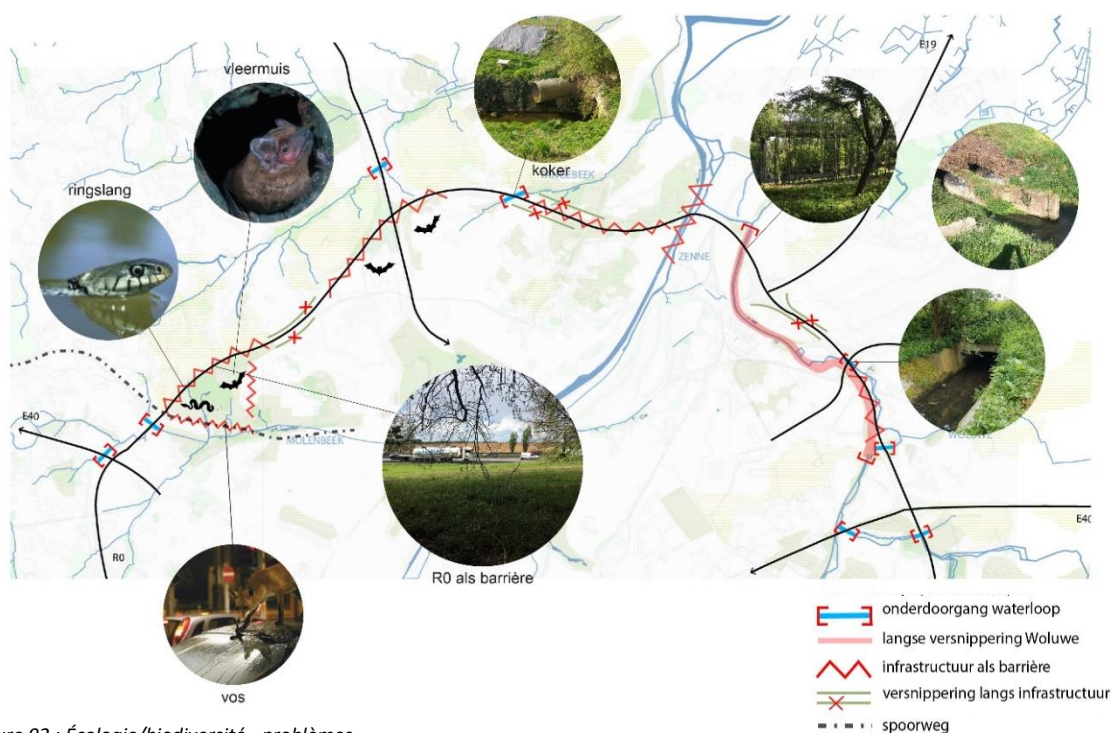 vleermuis
E19
koker
ringslang
ZENNE
E40
MOLENBEEK
WOLUWE
E40
R0
R0 als barrière
vos
onderdoorgang waterloop
langse versnippering Woluwe
infrastructuur als barrière
versnippering langs infrastructuur
spoorweg